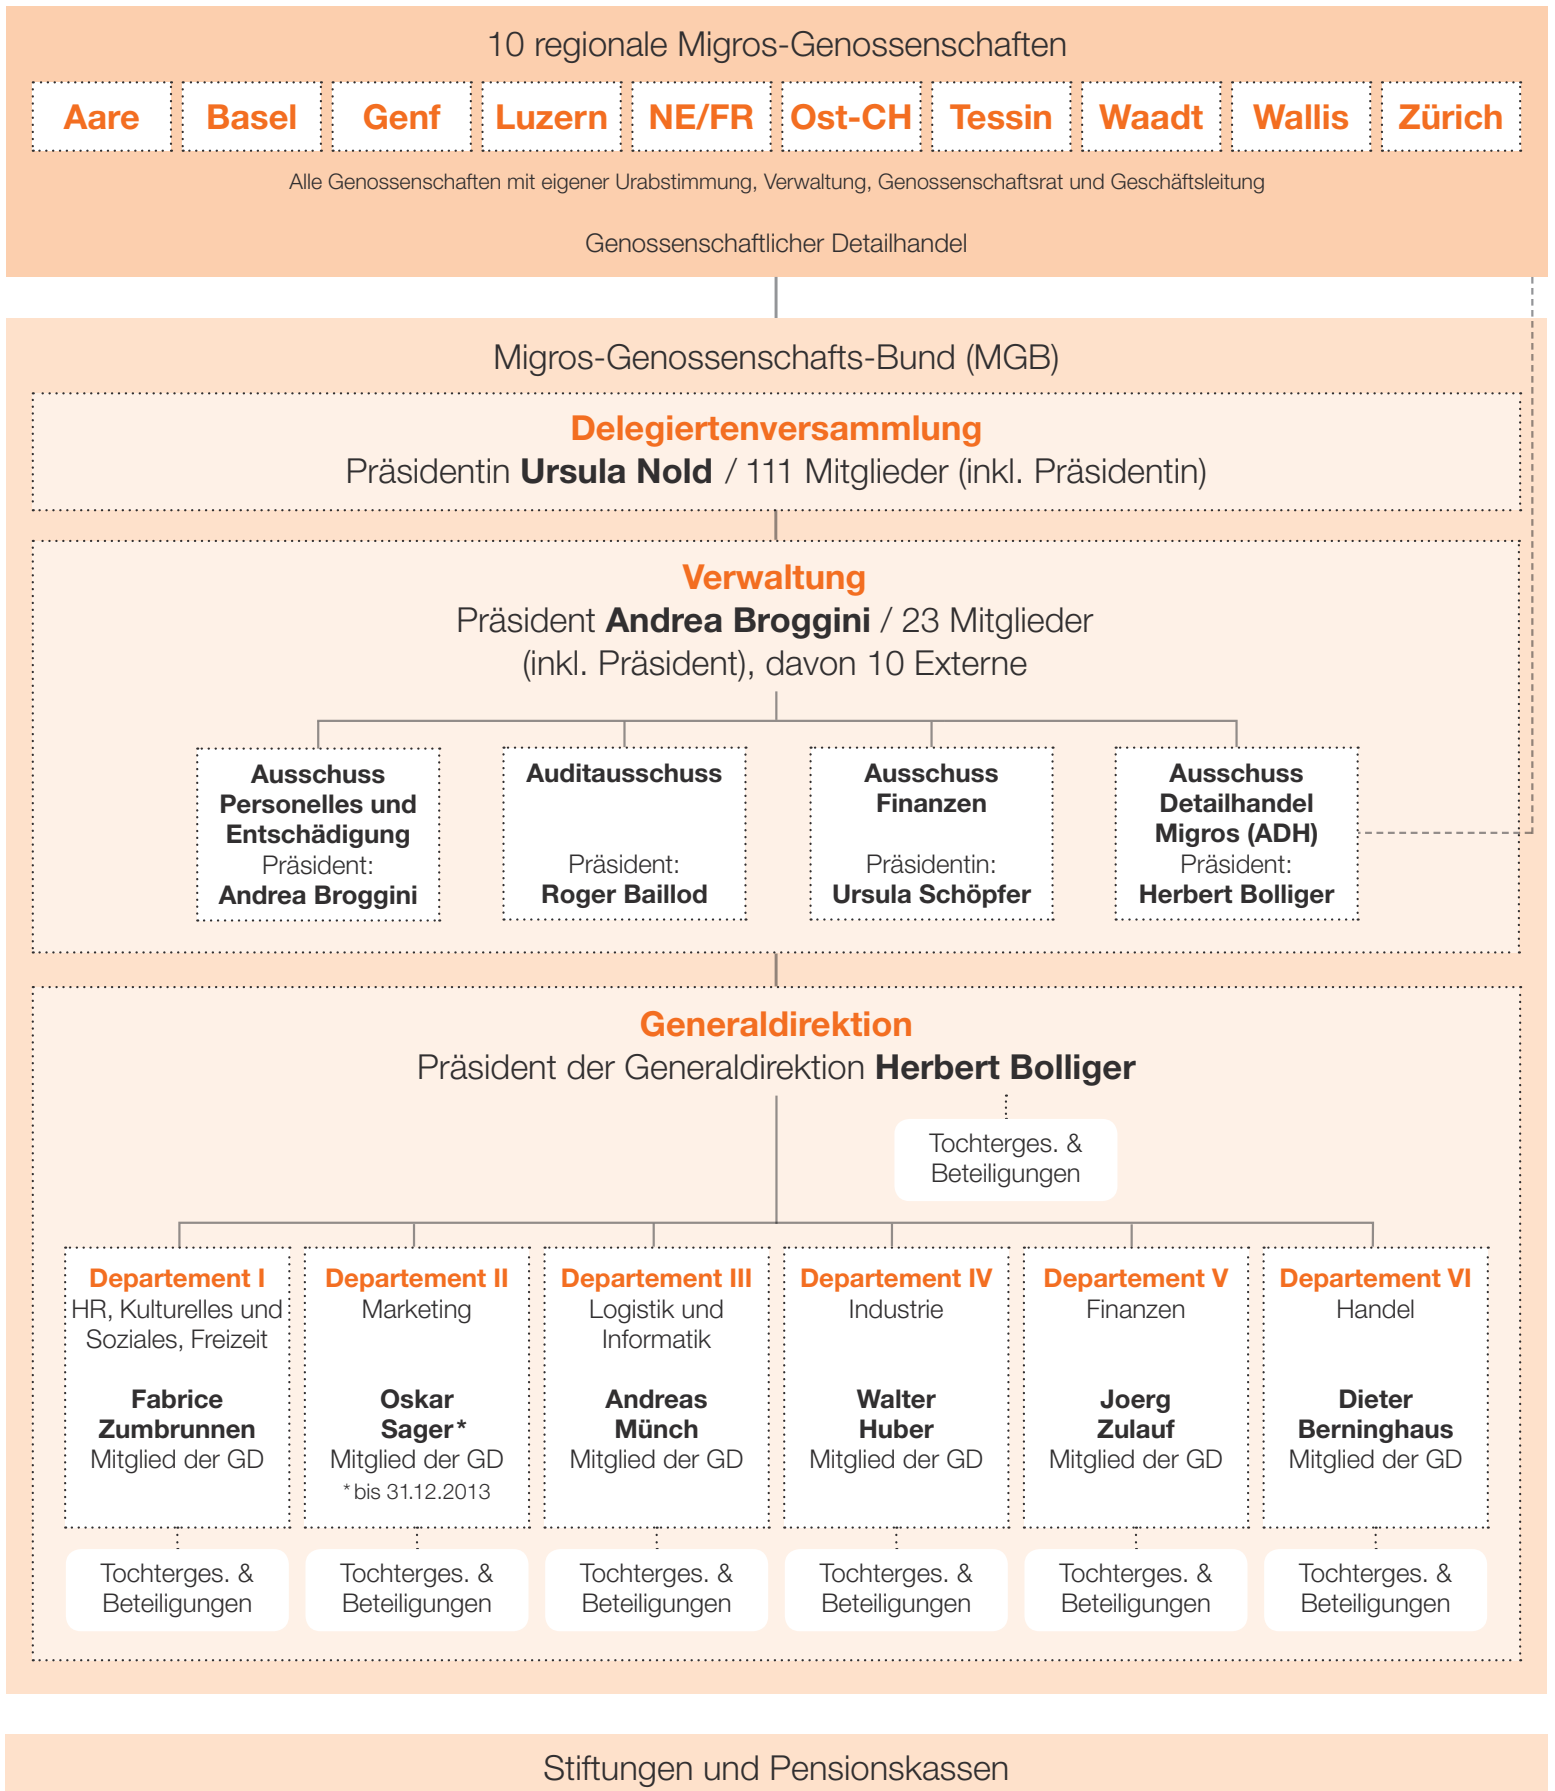 10 regionale Migros-Genossenschaften
Aare
Basel
Genf
Luzern
NE/FR
Ost-CH
Tessin
Waadt
Wallis
Zürich
Alle Genossenschaften mit eigener Urabstimmung, Verwaltung, Genossenschaftsrat und Geschäftsleitung
Genossenschaftlicher Detailhandel
Migros-Genossenschafts-Bund (MGB)
Delegiertenversammlung
Präsidentin Ursula Nold / 111 Mitglieder (inkl. Präsidentin)
Verwaltung
Präsident Andrea Broggini / 23 Mitglieder
(inkl. Präsident), davon 10 Externe
Ausschuss
Personelles und
Entschädigung
Präsident:
Andrea Broggini
Auditausschuss
Präsident:
Roger Baillod
Ausschuss
Finanzen
Präsidentin:
Ursula Schöpfer
Ausschuss
Detailhandel
Migros (ADH)
Präsident:
Herbert Bolliger
Generaldirektion
Präsident der Generaldirektion Herbert Bolliger
Tochterges. &
Beteiligungen
Departement I
HR, Kulturelles und
Soziales, Freizeit
Fabrice
Zumbrunnen
Mitglied der GD
Departement II
Marketing
Oskar
Sager*
Mitglied der GD
*bis 31.12.2013
Departement III
Logistik und
Informatik
Andreas
Münch
Mitglied der GD
Departement IV
Industrie
Walter
Huber
Mitglied der GD
Departement V
Finanzen
Joerg
Zulauf
Mitglied der GD
Departement VI
Handel
Dieter
Berninghaus
Mitglied der GD
Tochterges. &
Beteiligungen
Tochterges. &
Beteiligungen
Tochterges. &
Beteiligungen
Tochterges. &
Beteiligungen
Tochterges. &
Beteiligungen
Tochterges. &
Beteiligungen
Stiftungen und Pensionskassen